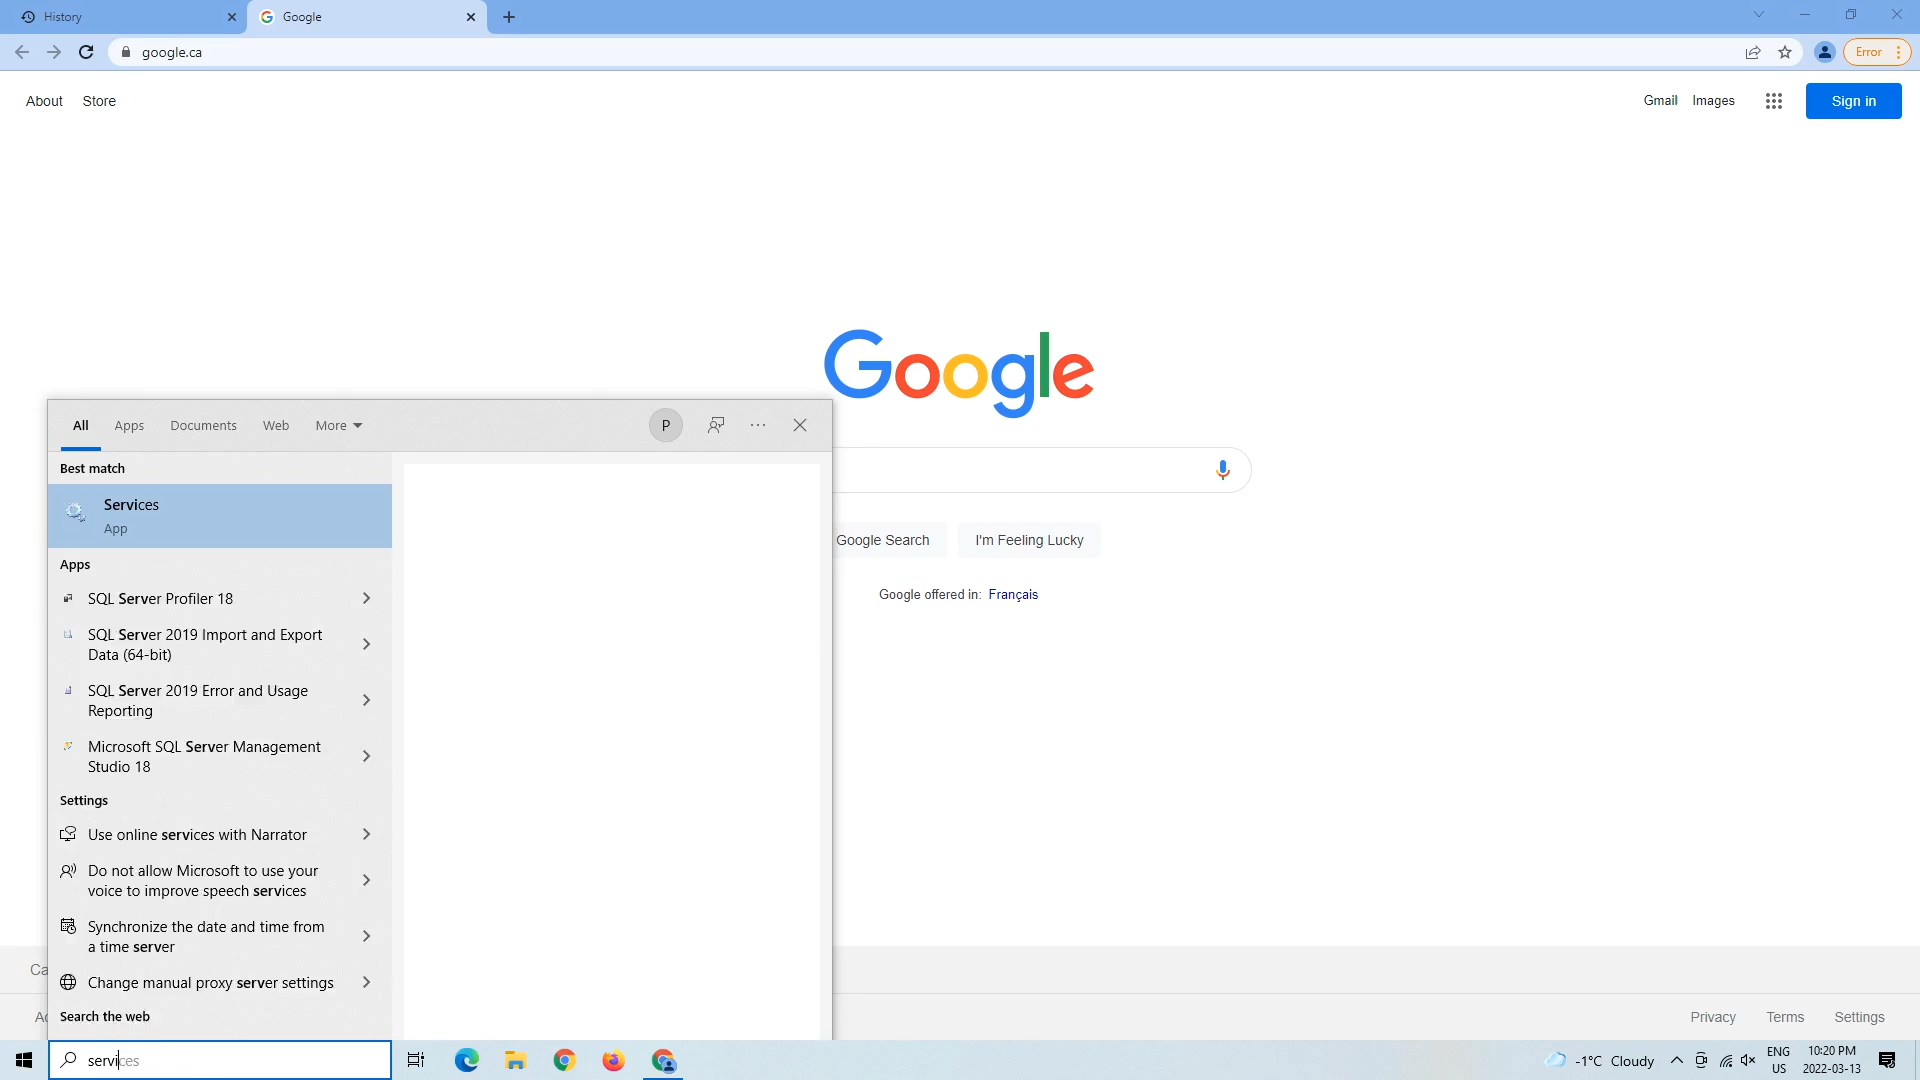 History
Google
google.ca
Error
About Store
Gmail Images
Sign in
Google
All Apps Documents Web More
P
Best match
Services
App
Apps
SQL Server Profiler 18
SQL Server 2019 Import and Export
Data (64-bit)
SQL Server 2019 Error and Usage
Reporting
Microsoft SQL Server Management
Studio 18
Settings
Use online services with Narrator
Do not allow Microsoft to use your
voice to improve speech services
Synchronize the date and time from
a time server
Change manual proxy server settings
Search the web
Google Search I'm Feeling Lucky
Google offered in: Français
Ca
Privacy Terms Settings
services
-1°C Cloudy
ENG
US
10:20 PM
2022-03-13